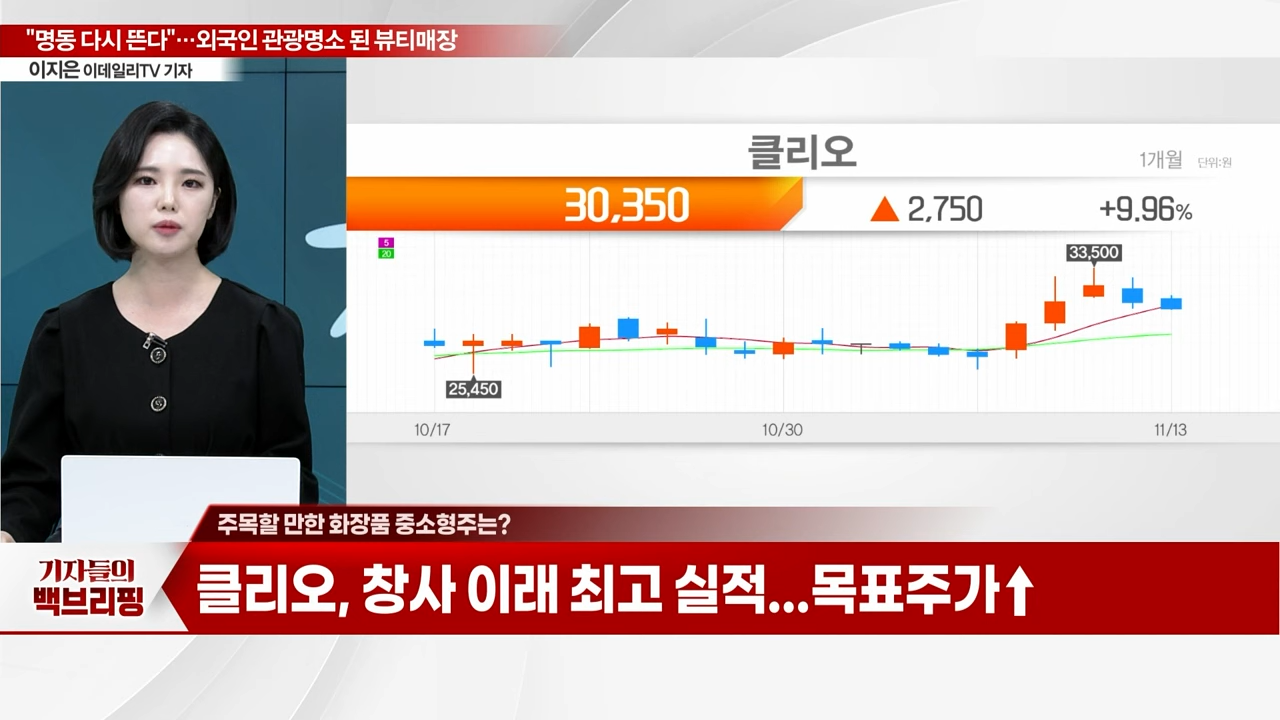 "명동 다시 뜬다"…외국인 관광명소 된 뷰티매장
이지은 이데일리TV 기자
클리오
1개월 단위:원
30,350 ▲ 2,750 +9.96%
5
20
33,500
25,450
10/17 10/30 11/13
주목할 만한 화장품 중소형주는?
기자들의
백브리핑
클리오, 창사 이래 최고 실적...목표주가↑